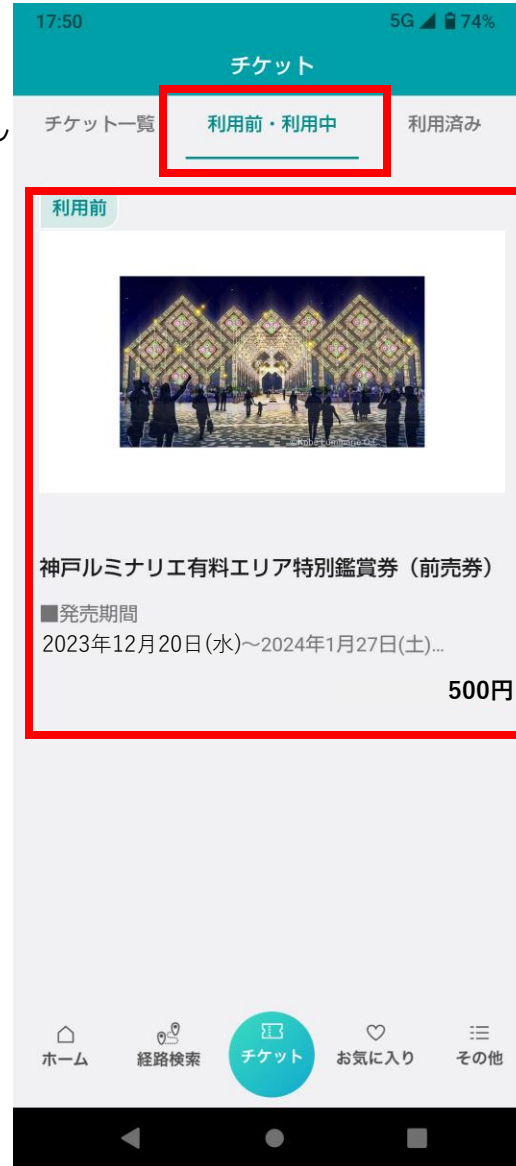 17:50 5G 74%
チケット
チケット一覧 利用前・利用中 利用済み
利用前
©Kobe Luminarie O.C.
神戸ルミナリエ有料エリア特別鑑賞券（前売券）
■発売期間
2023年12月20日(水)～2024年1月27日(土)...
500円
ホーム 経路検索 チケット お気に入り その他